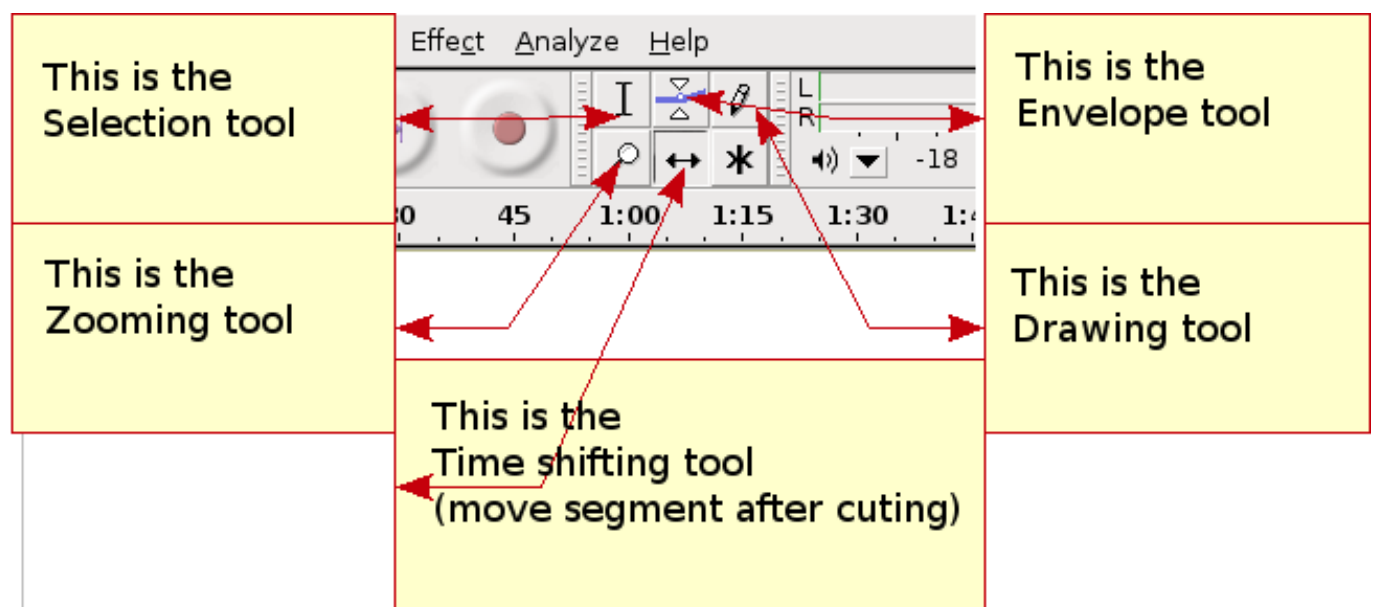 Effect Analyze Help
This is the
Selection tool
This is the
Envelope tool
L
R
-18
45 1:00 1:15 1:30
This is the
Zooming tool
This is the
Drawing tool
This is the
Time shifting tool
(move segment after cuting)